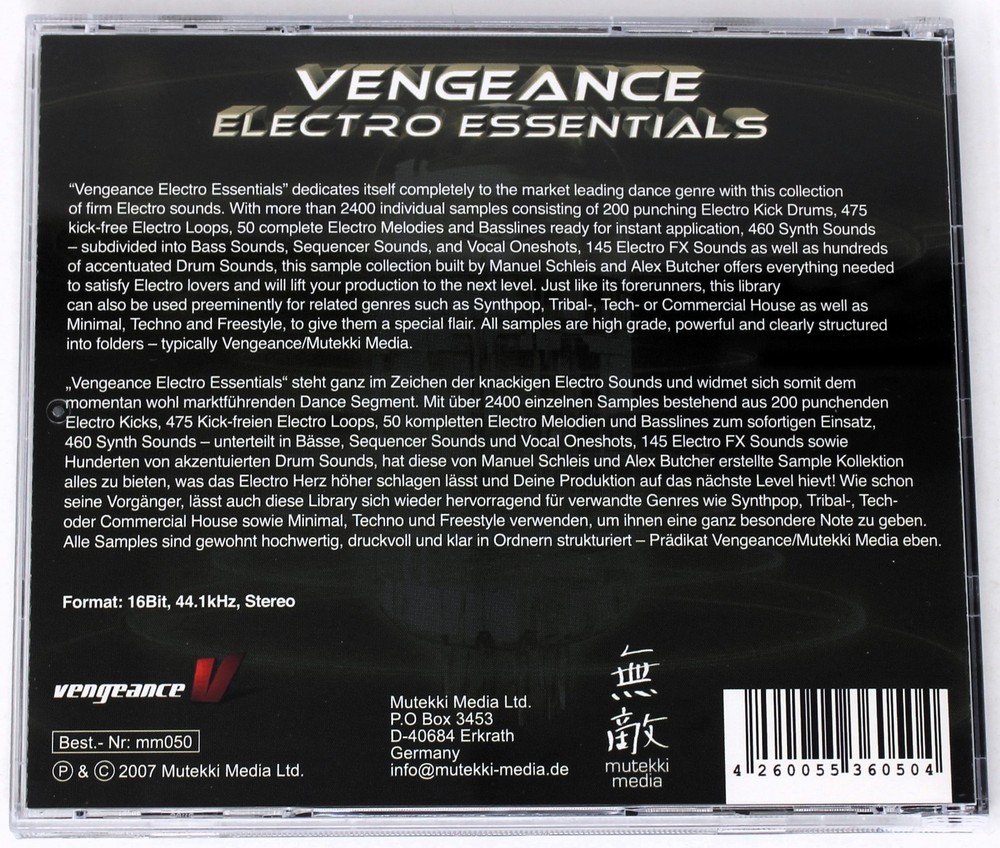 VENGEANCE
ELECTRO ESSENTIALS
“Vengeance Electro Essentials” dedicates itself completely to the market leading dance genre with this collection
of firm Electro sounds. With more than 2400 individual samples consisting of 200 punching Electro Kick Drums, 475
kick-free Electro Loops, 50 complete Electro Melodies and Basslines ready for instant application, 460 Synth Sounds
– subdivided into Bass Sounds, Sequencer Sounds, and Vocal Oneshots, 145 Electro FX Sounds as well as hundreds
of accentuated Drum Sounds, this sample collection built by Manuel Schleis and Alex Butcher offers everything needed
to satisfy Electro lovers and will lift your production to the next level. Just like its forerunners, this library
can also be used preeminently for related genres such as Synthpop, Tribal-, Tech- or Commercial House as well as
Minimal, Techno and Freestyle, to give them a special flair. All samples are high grade, powerful and clearly structured
into folders – typically Vengeance/Mutekki Media.
„Vengeance Electro Essentials“ steht ganz im Zeichen der knackigen Electro Sounds und widmet sich somit dem
momentan wohl marktführenden Dance Segment. Mit über 2400 einzelnen Samples bestehend aus 200 punchenden
Electro Kicks, 475 Kick-freien Electro Loops, 50 kompletten Electro Melodien und Basslines zum sofortigen Einsatz,
460 Synth Sounds – unterteilt in Bässe, Sequencer Sounds und Vocal Oneshots, 145 Electro FX Sounds sowie
Hunderten von akzentuierten Drum Sounds, hat diese von Manuel Schleis und Alex Butcher erstellte Sample Kollektion
alles zu bieten, was das Electro Herz höher schlagen lässt und Deine Produktion auf das nächste Level hievt! Wie schon
seine Vorgänger, lässt auch diese Library sich wieder hervorragend für verwandte Genres wie Synthpop, Tribal-, Tech-
oder Commercial House sowie Minimal, Techno und Freestyle verwenden, um ihnen eine ganz besondere Note zu geben.
Alle Samples sind gewohnt hochwertig, druckvoll und klar in Ordnern strukturiert – Prädikat Vengeance/Mutekki Media eben.
Format: 16Bit, 44.1kHz, Stereo
vengeance V
Best.- Nr: mm050
Ⓟ & © 2007 Mutekki Media Ltd.
Mutekki Media Ltd.
P.O Box 3453
D-40684 Erkrath
Germany
info@mutekki-media.de
無
敵
mutekki
media
4 260055 360504